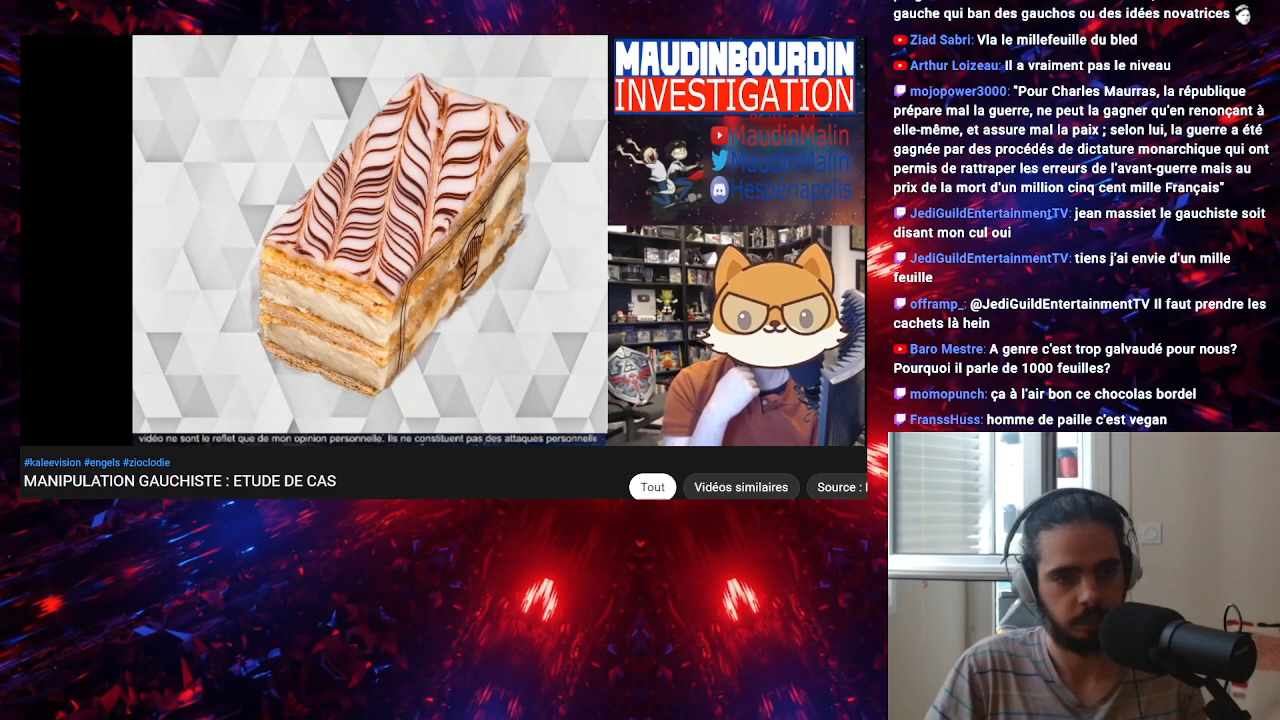 gauche qui ban des gauchos ou des idées novatrices
Ziad Sabri: Vla le millefeuille du bled
Arthur Loizeau: Il a vraiment pas le niveau
mojopower3000: "Pour Charles Maurras, la république
prépare mal la guerre, ne peut la gagner qu'en renonçant à
elle-même, et assure mal la paix ; selon lui, la guerre a été
gagnée par des procédés de dictature monarchique qui ont
permis de rattraper les erreurs de l'avant-guerre mais au
prix de la mort d'un million cinq cent mille Français"
JediGuildEntertainmentTV: jean massiet le gauchiste soit
disant mon cul oui
JediGuildEntertainmentTV: tiens j'ai envie d'un mille
feuille
offramp_: @JediGuildEntertainmentTV Il faut prendre les
cachets là hein
Baro Mestre: A genre c'est trop galvaudé pour nous?
Pourquoi il parle de 1000 feuilles?
momopunch: ça à l'air bon ce chocolas bordel
FranssHuss: homme de paille c'est vegan
MAUDINBOURDIN
INVESTIGATION
MaudinMalin
MaudinMalin
Hespériapolis
vidéo ne sont le reflet que de mon opinion personnelle. Ils ne constituent pas des attaques personnelle
#kaleevision #engels #zioclodie
MANIPULATION GAUCHISTE : ETUDE DE CAS
Tout
Vidéos similaires
Source :